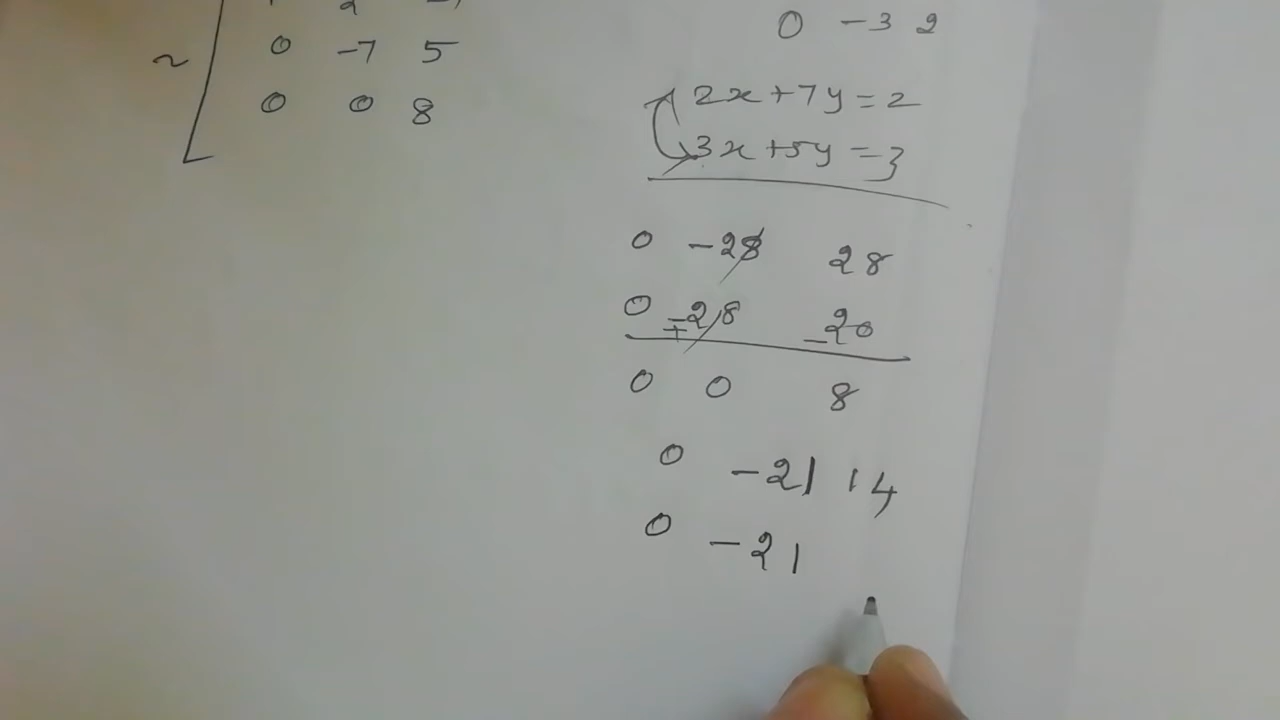 2
~ 0 -7 5
0 0 8
0 -3 2
2x+7y=2
3x+5y=3
0 -28 28
0 -28 -20
+
0 0 8
0 -21 14
0 -21